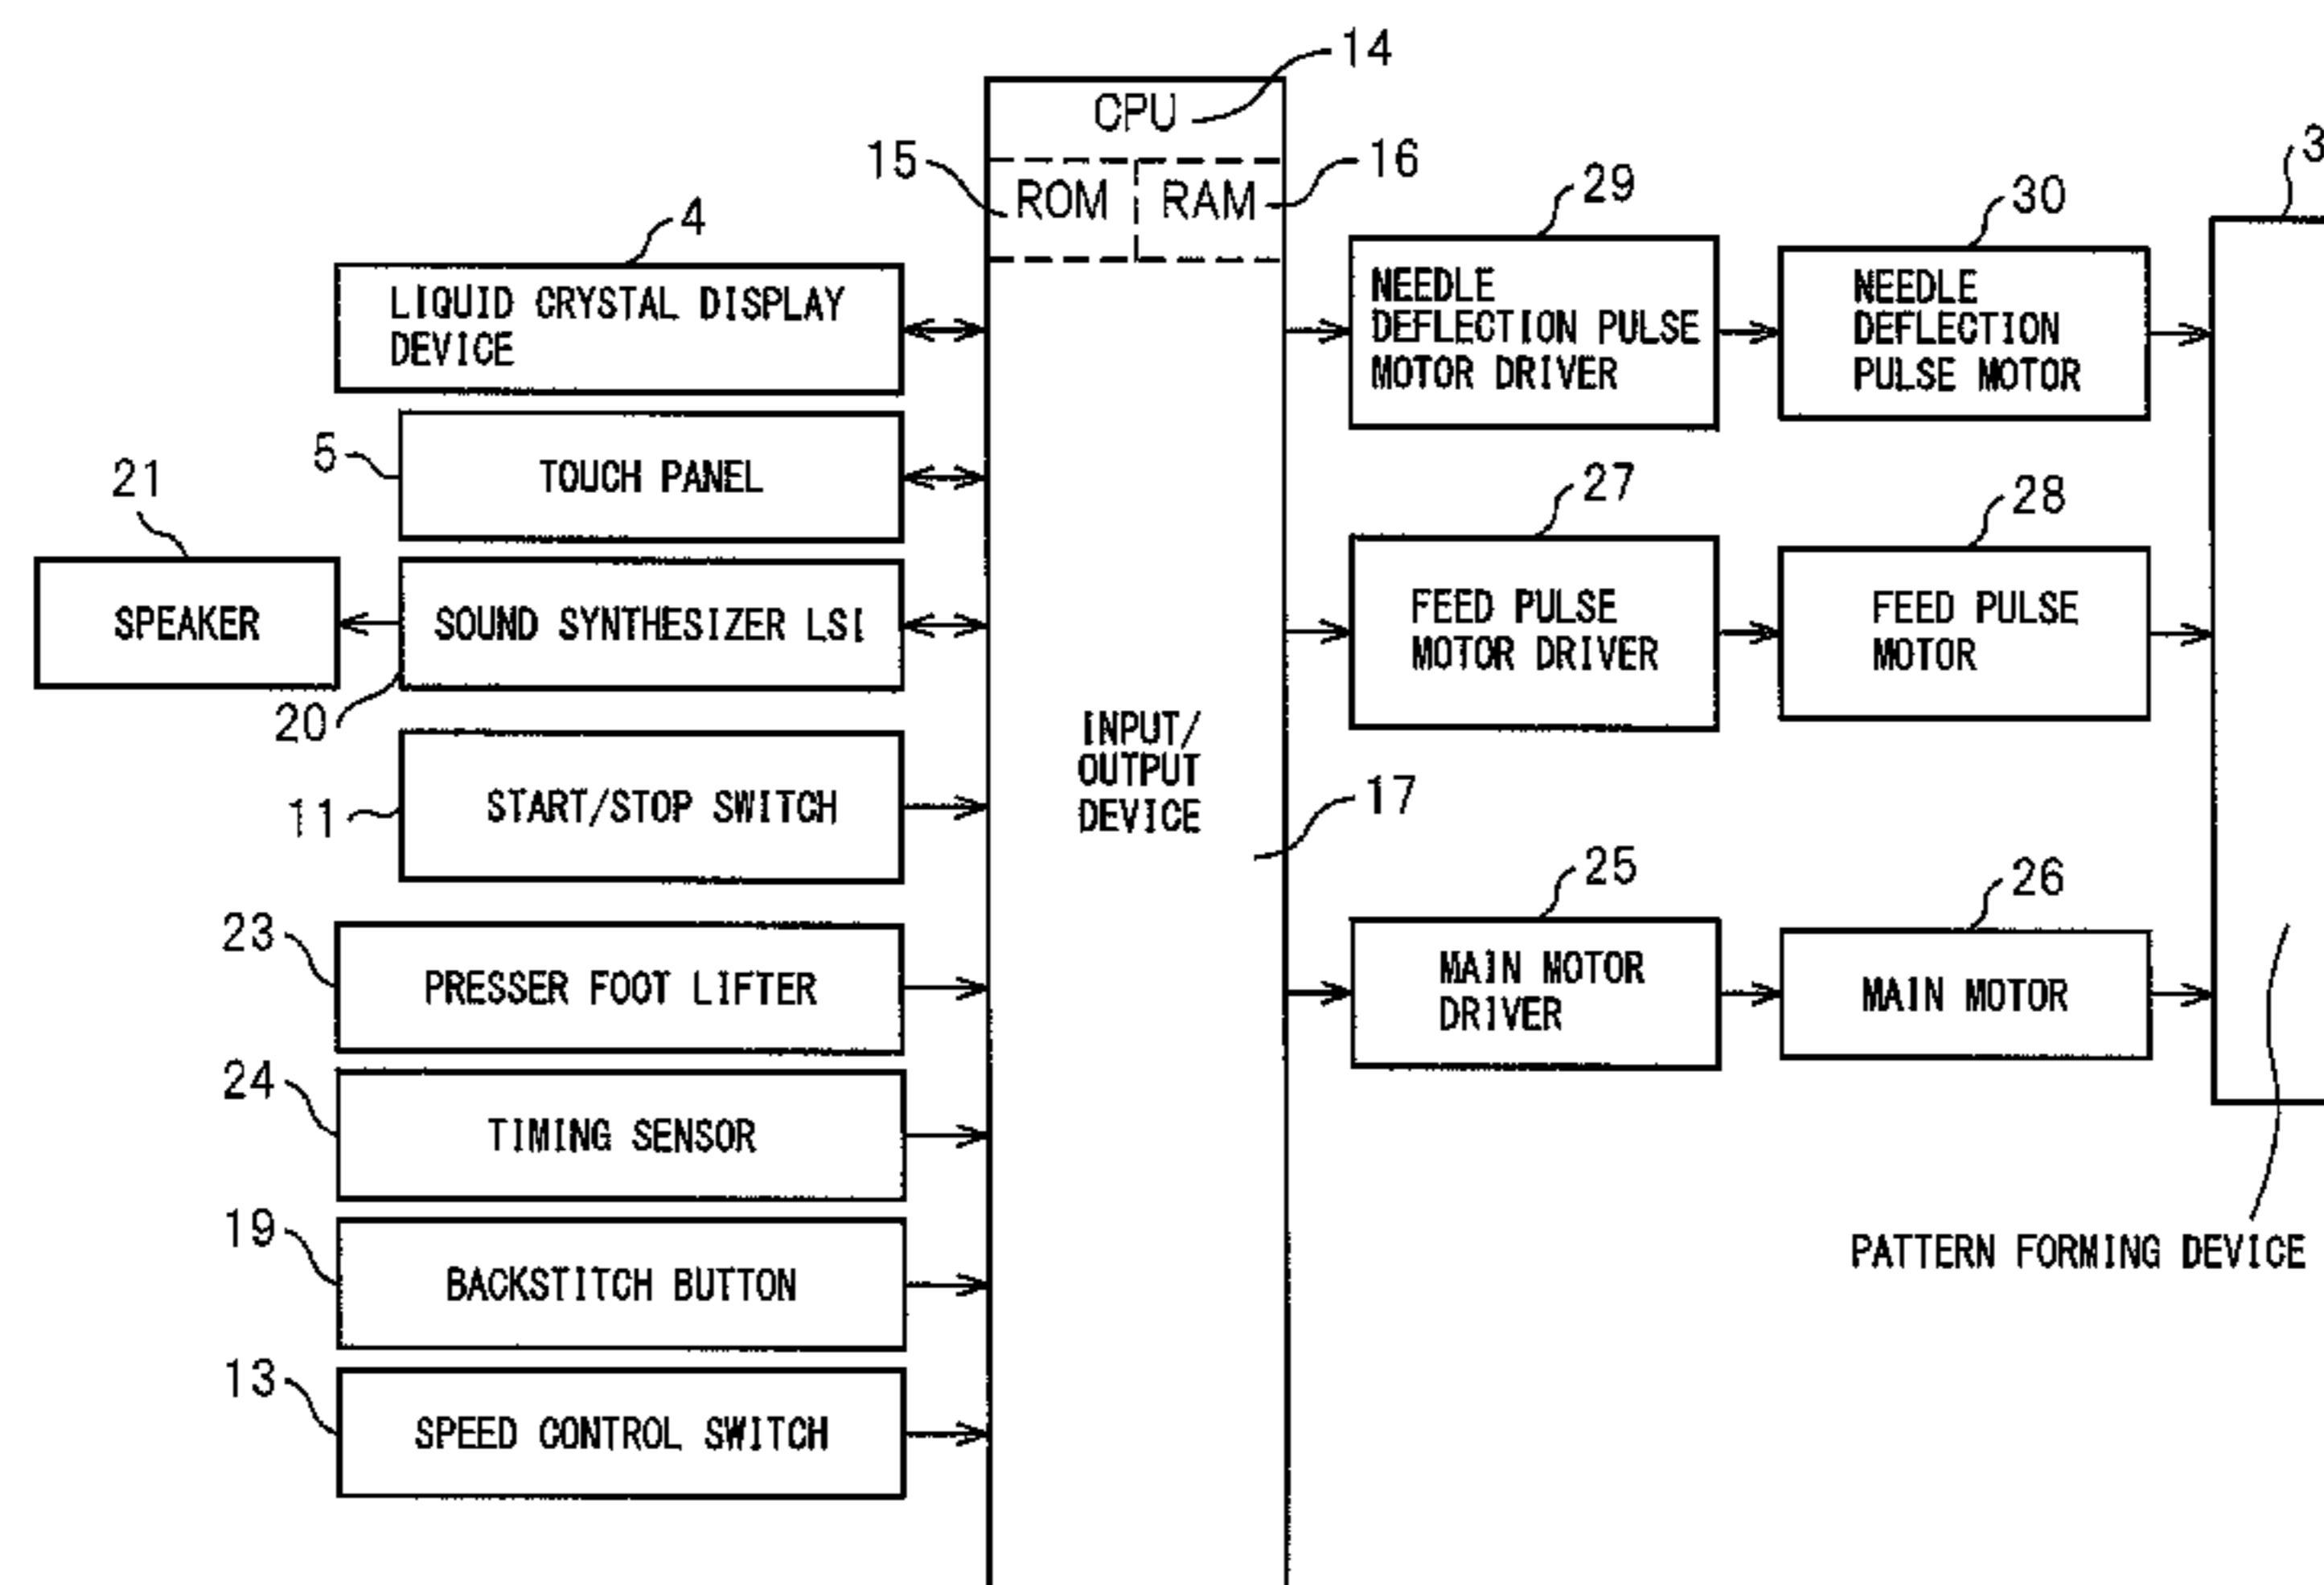 14
CPU
15
16
ROM
RAM
4
LIQUID CRYSTAL DISPLAY
DEVICE
5
TOUCH PANEL
21
SPEAKER
SOUND SYNTHESIZER LSI
20
START/STOP SWITCH
11
23
PRESSER FOOT LIFTER
24
TIMING SENSOR
19
BACKSTITCH BUTTON
13
SPEED CONTROL SWITCH
INPUT/
OUTPUT
DEVICE
17
29
NEEDLE
DEFLECTION PULSE
MOTOR DRIVER
30
NEEDLE
DEFLECTION
PULSE MOTOR
27
FEED PULSE
MOTOR DRIVER
28
FEED PULSE
MOTOR
25
MAIN MOTOR
DRIVER
26
MAIN MOTOR
PATTERN FORMING DEVICE